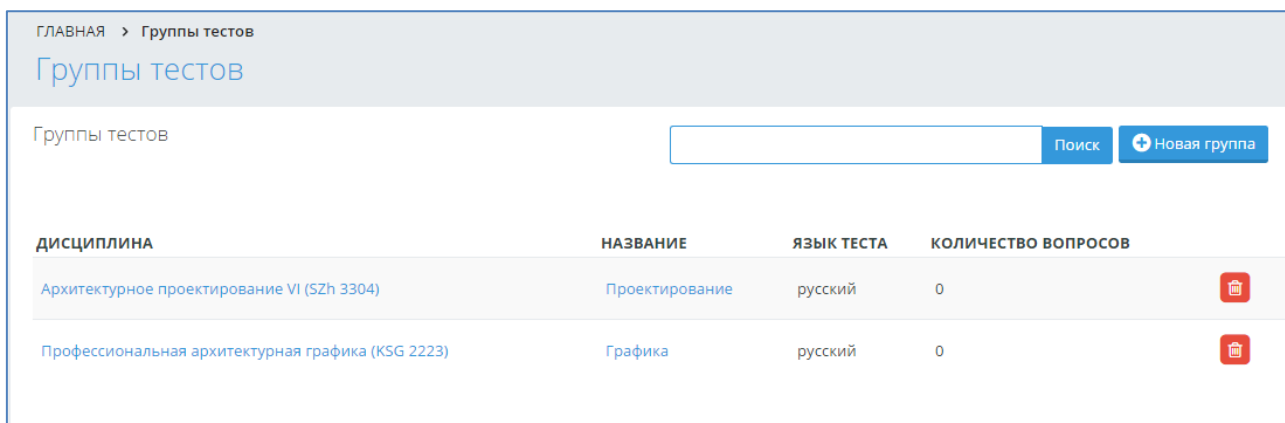 ГЛАВНАЯ > Группы тестов
Группы тестов
Группы тестов
Поиск
Новая группа
ДИСЦИПЛИНА НАЗВАНИЕ ЯЗЫК ТЕСТА КОЛИЧЕСТВО ВОПРОСОВ
Архитектурное проектирование VI (SZh 3304) Проектирование русский 0
Профессиональная архитектурная графика (KSG 2223) Графика русский 0